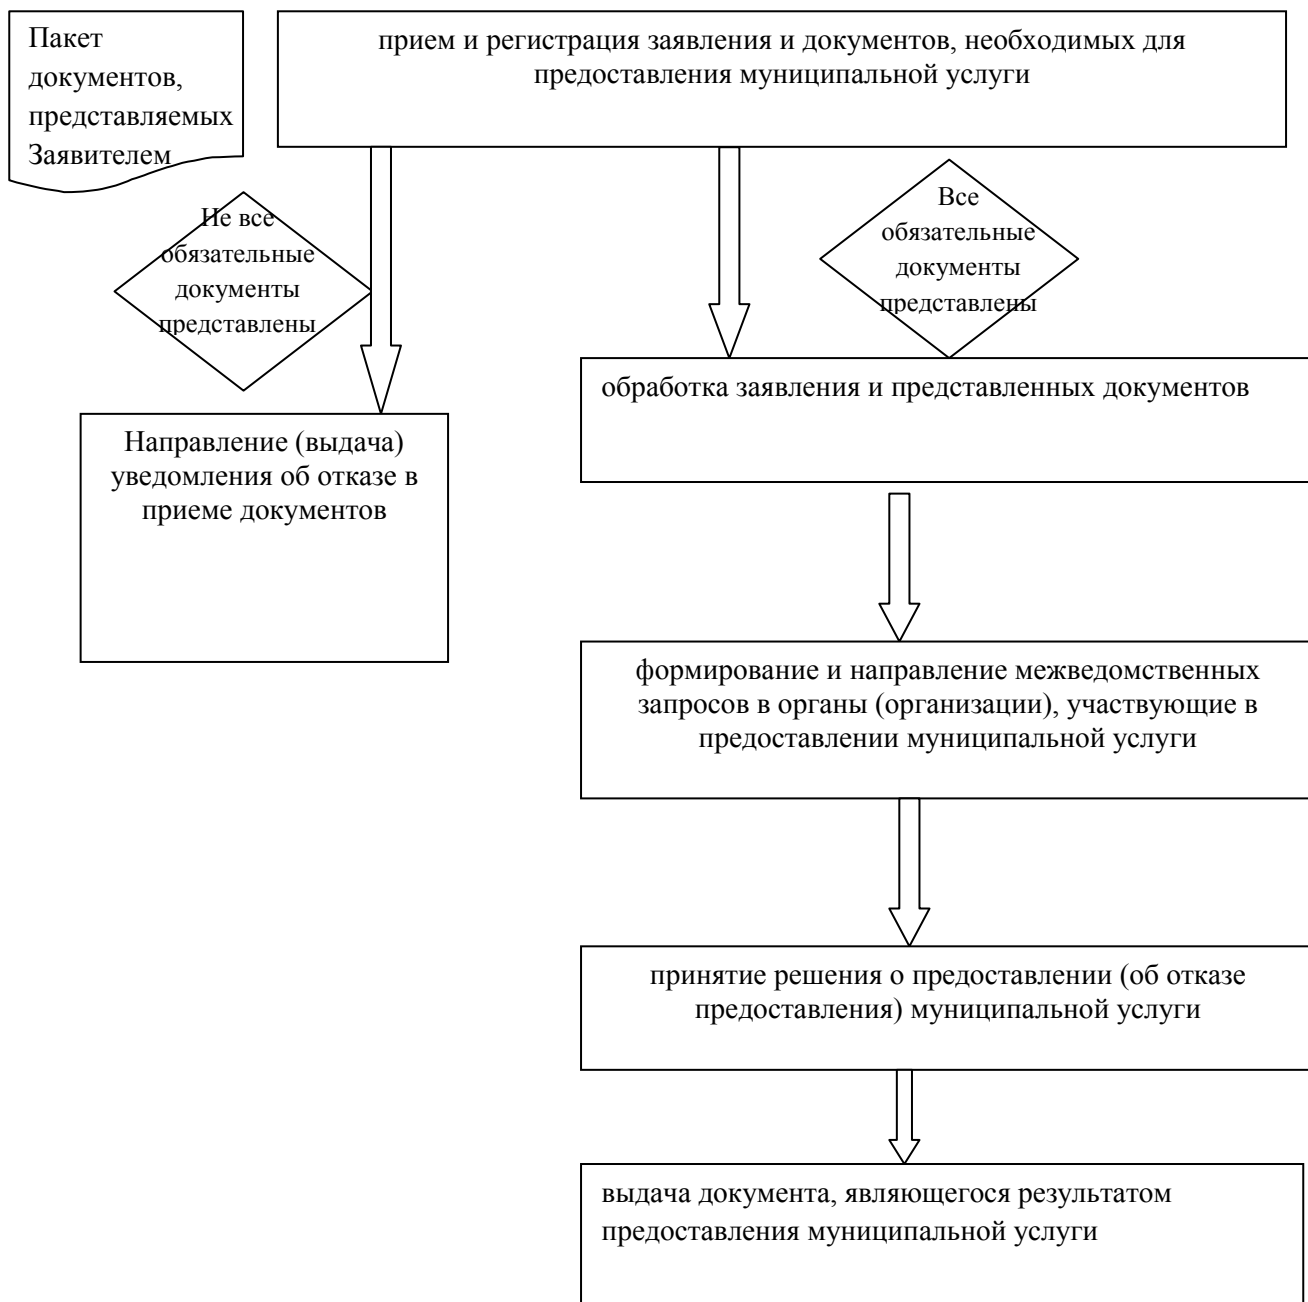 Пакет
документов,
представляемых
Заявителем
прием и регистрация заявления и документов, необходимых для
предоставления муниципальной услуги
Не все
обязательные
документы
представлены
Все
обязательные
документы
представлены
обработка заявления и представленных документов
Направление (выдача)
уведомления об отказе в
приеме документов
формирование и направление межведомственных
запросов в органы (организации), участвующие в
предоставлении муниципальной услуги
принятие решения о предоставлении (об отказе
предоставления) муниципальной услуги
выдача документа, являющегося результатом
предоставления муниципальной услуги